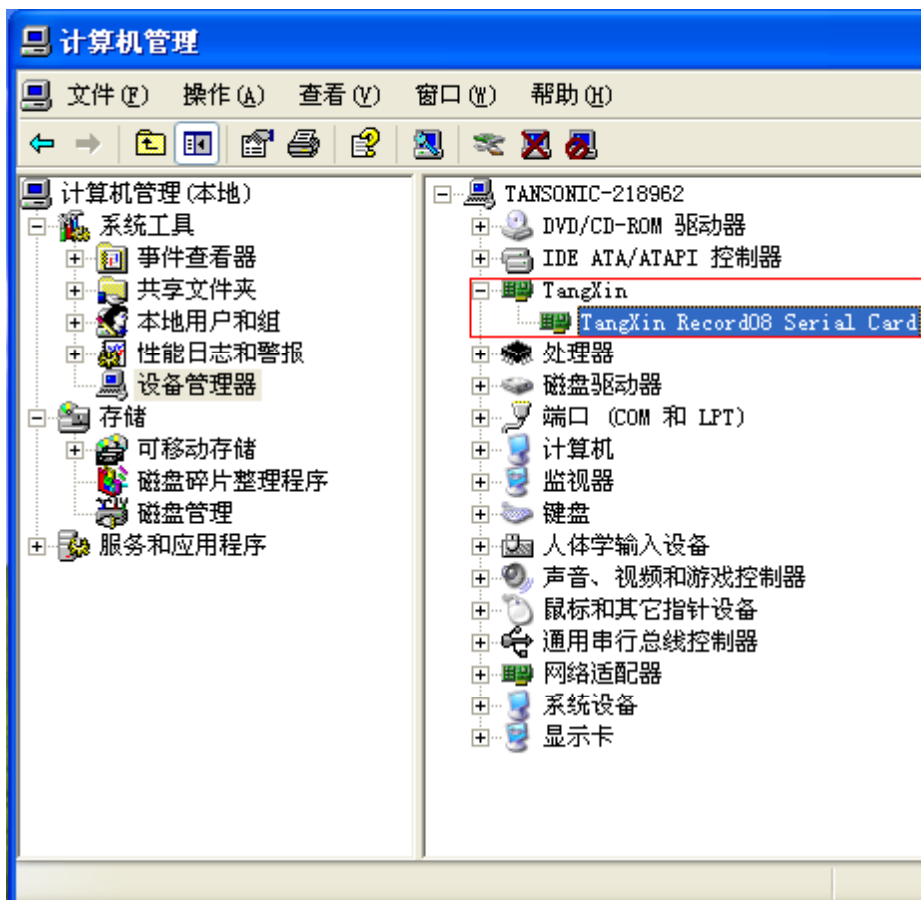 计算机管理
文件(F) 操作(A) 查看(V) 窗口(W) 帮助(H)
计算机管理(本地)
系统工具
事件查看器
共享文件夹
本地用户和组
性能日志和警报
设备管理器
存储
可移动存储
磁盘碎片整理程序
磁盘管理
服务和应用程序
TANSONIC-218962
DVD/CD-ROM 驱动器
IDE ATA/ATAPI 控制器
TangXin
TangXin Record08 Serial Card
处理器
磁盘驱动器
端口 (COM 和 LPT)
计算机
监视器
键盘
人体学输入设备
声音、视频和游戏控制器
鼠标和其它指针设备
通用串行总线控制器
网络适配器
系统设备
显示卡